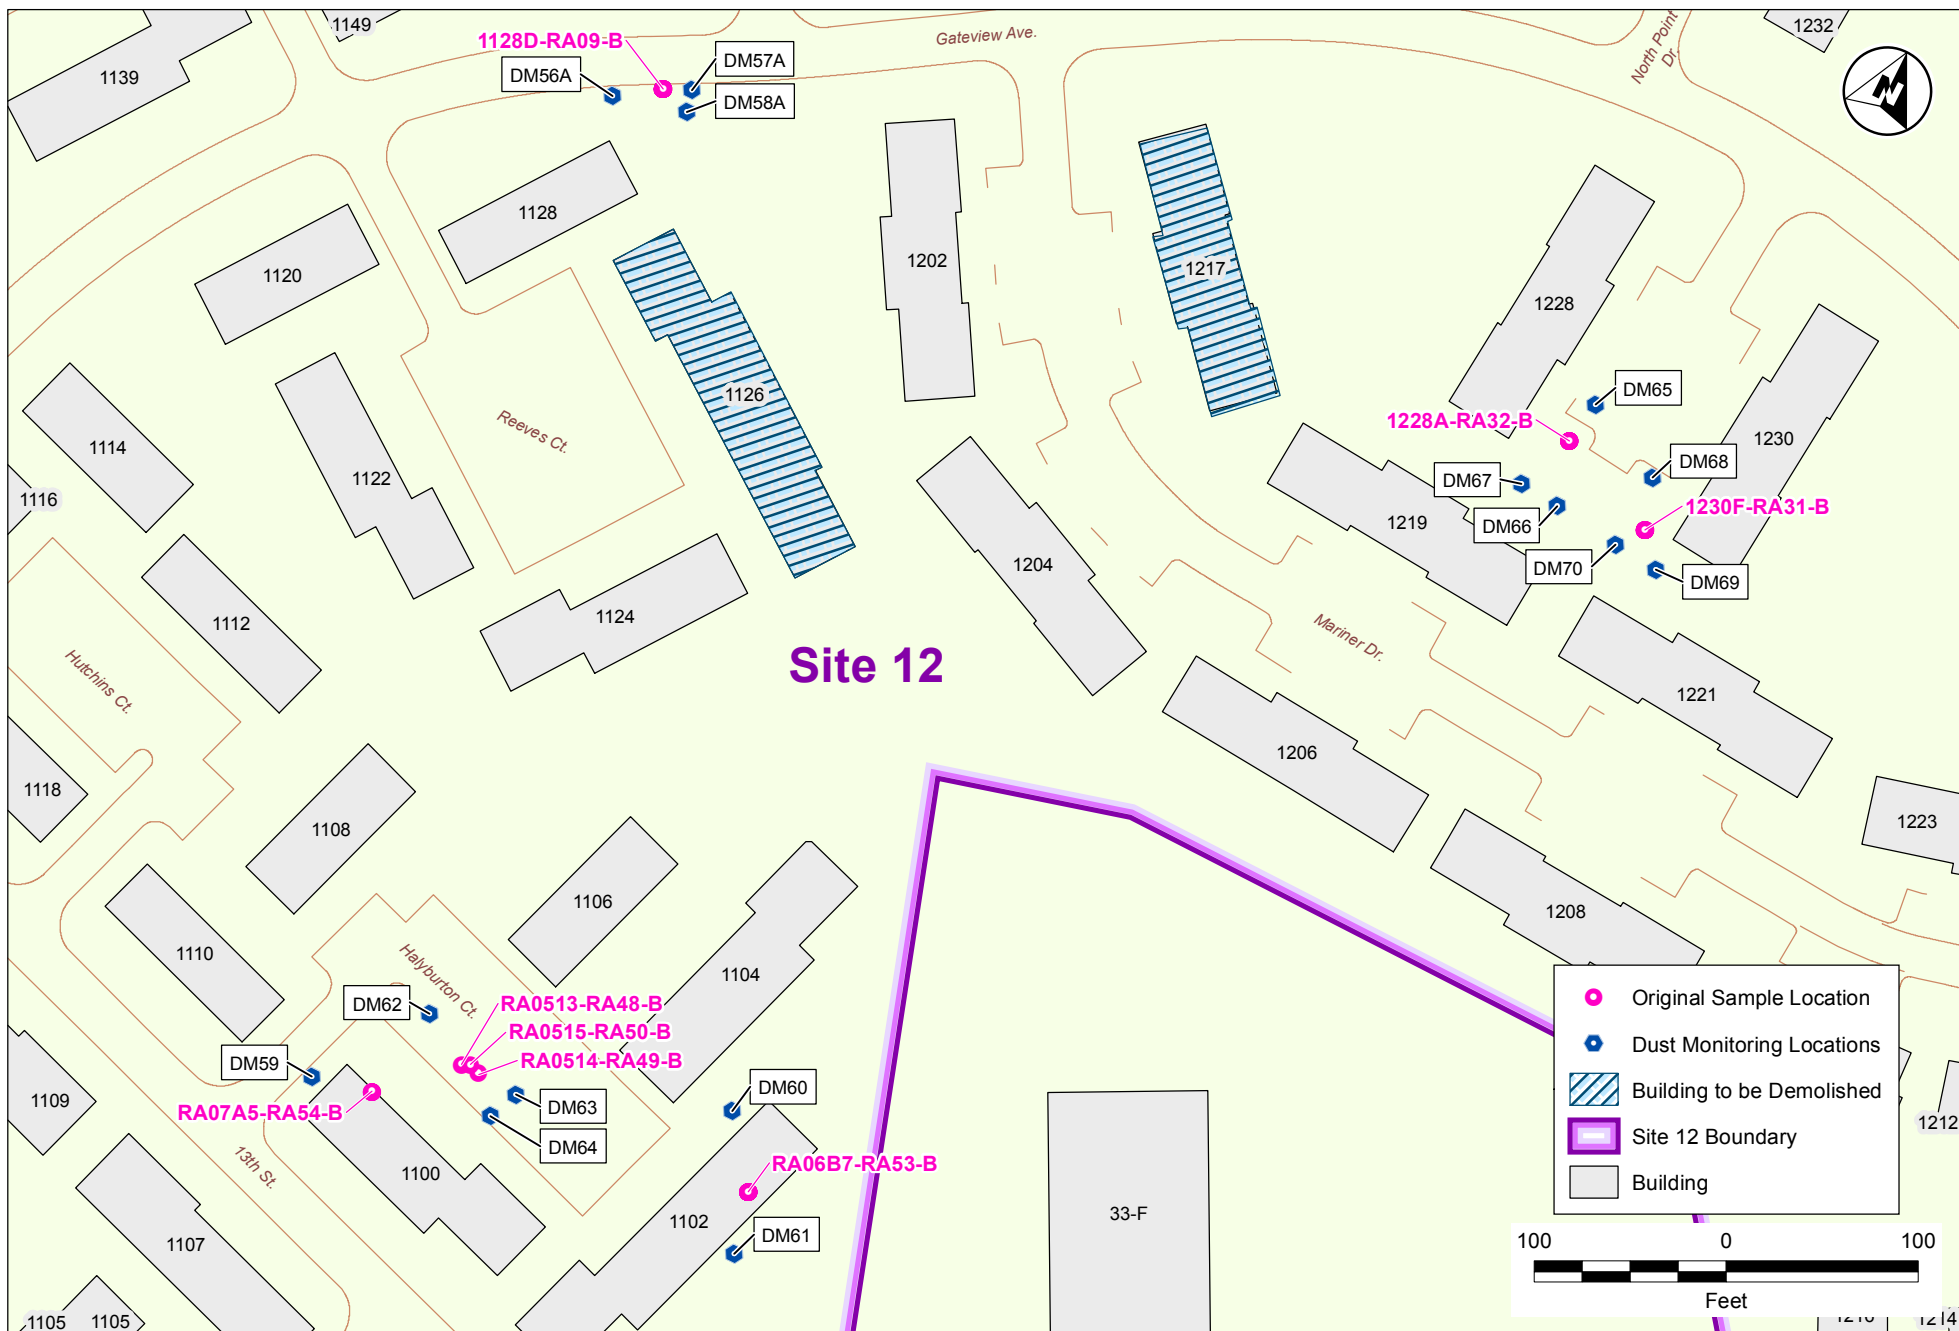 1149
1232
Gateview Ave.
North Point
Dr.
1128D-RA09-B
DM57A
DM56A
DM58A
1139
N
1128
1202
1217
1120
1228
1126
DM65
1228A-RA32-B
Reeves Ct.
1230
1114
1122
DM68
DM67
1116
1230F-RA31-B
1219
DM66
1204
DM70
DM69
1124
1112
Mariner Dr.
Site 12
Hutchins Ct.
1221
1206
1118
1223
1108
1106
1208
1110
Halyburton Ct.
1104
DM62
RA0513-RA48-B
RA0515-RA50-B
RA0514-RA49-B
DM59
DM60
RA07A5-RA54-B
DM63
DM64
1109
13th St.
1100
RA06B7-RA53-B
1102
33-F
DM61
1107
1105
1105
Original Sample Location
Dust Monitoring Locations
Building to be Demolished
Site 12 Boundary
Building
1212
100 0 100
Feet